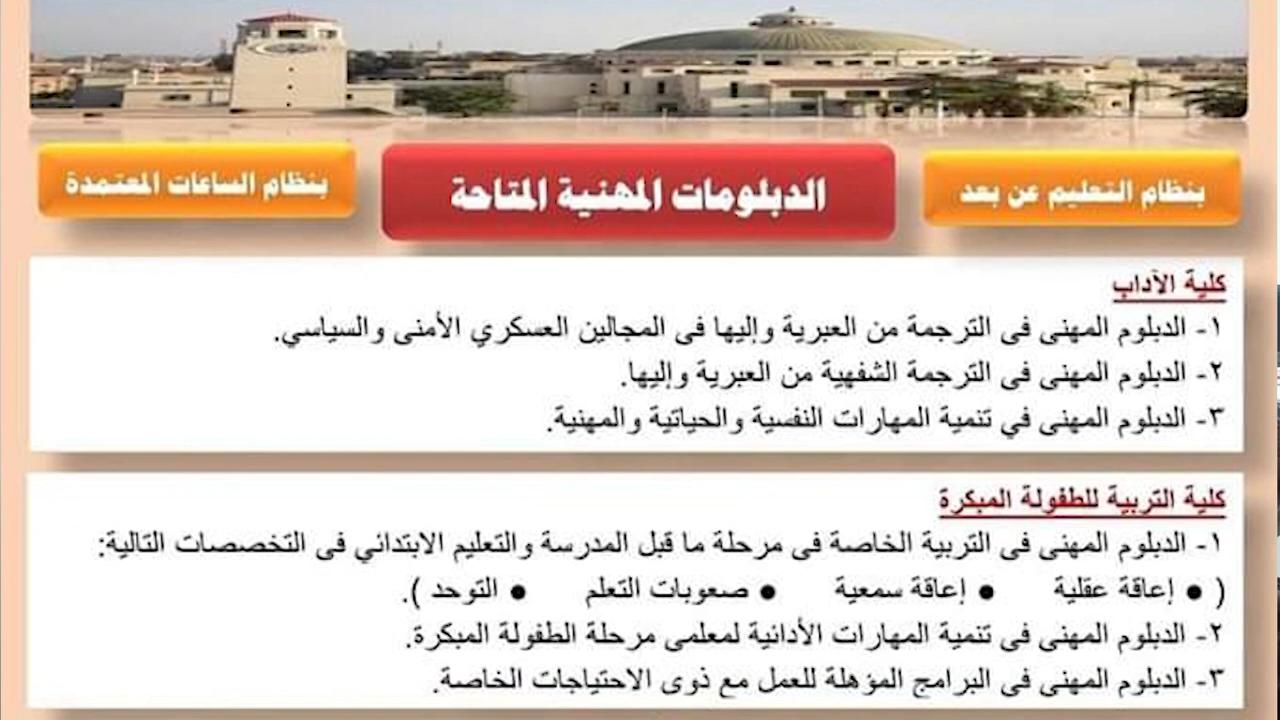 بنظام التعليم عن بعد
الدبلومات المهنية المتاحة
بنظام الساعات المعتمدة
كلية الآداب
١- الدبلوم المهنى فى الترجمة من العبرية وإليها فى المجالين العسكري الأمنى والسياسي.
٢- الدبلوم المهنى فى الترجمة الشفهية من العبرية وإليها.
٣- الدبلوم المهنى في تنمية المهارات النفسية والحياتية والمهنية.
كلية التربية للطفولة المبكرة
١- الدبلوم المهنى فى التربية الخاصة فى مرحلة ما قبل المدرسة والتعليم الابتدائي فى التخصصات التالية:
( • إعاقة عقلية • إعاقة سمعية • صعوبات التعلم • التوحد ).
٢- الدبلوم المهنى فى تنمية المهارات الأدائية لمعلمى مرحلة الطفولة المبكرة.
٣- الدبلوم المهنى فى البرامج المؤهلة للعمل مع ذوى الاحتياجات الخاصة.